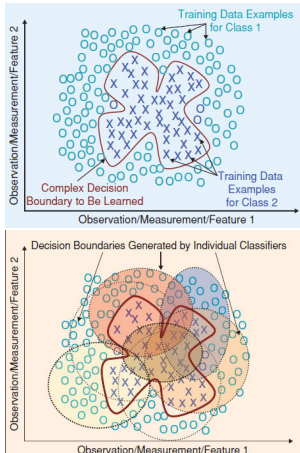 Training Data Examples
for Class 1
Observation/Measurement/Feature 2
Complex Decision
Boundary to Be Learned
Training Data
Examples
for Class 2
Observation/Measurement/Feature 1
Decision Boundaries Generated by Individual Classifiers
Observation/Measurement/Feature 2
Observation/Measurement/Feature 1